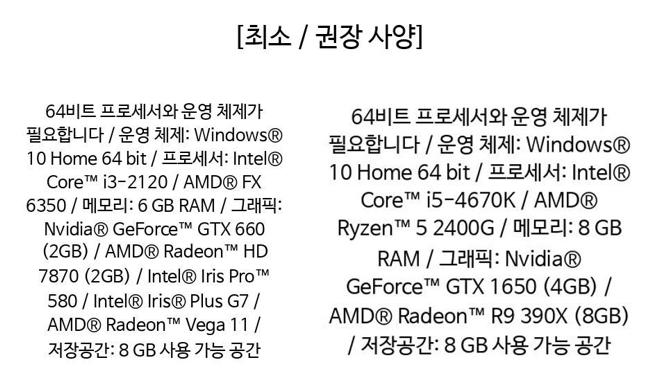 [최소 / 권장 사양]
64비트 프로세서와 운영 체제가
필요합니다 / 운영 체제: Windows®
10 Home 64 bit / 프로세서: Intel®
Core™ i3-2120 / AMD® FX
6350 / 메모리: 6 GB RAM / 그래픽:
Nvidia® GeForce™ GTX 660
(2GB) / AMD® Radeon™ HD
7870 (2GB) / Intel® Iris Pro™
580 / Intel® Iris® Plus G7 /
AMD® Radeon™ Vega 11 /
저장공간: 8 GB 사용 가능 공간
64비트 프로세서와 운영 체제가
필요합니다 / 운영 체제: Windows®
10 Home 64 bit / 프로세서: Intel®
Core™ i5-4670K / AMD®
Ryzen™ 5 2400G / 메모리: 8 GB
RAM / 그래픽: Nvidia®
GeForce™ GTX 1650 (4GB) /
AMD® Radeon™ R9 390X (8GB)
/ 저장공간: 8 GB 사용 가능 공간